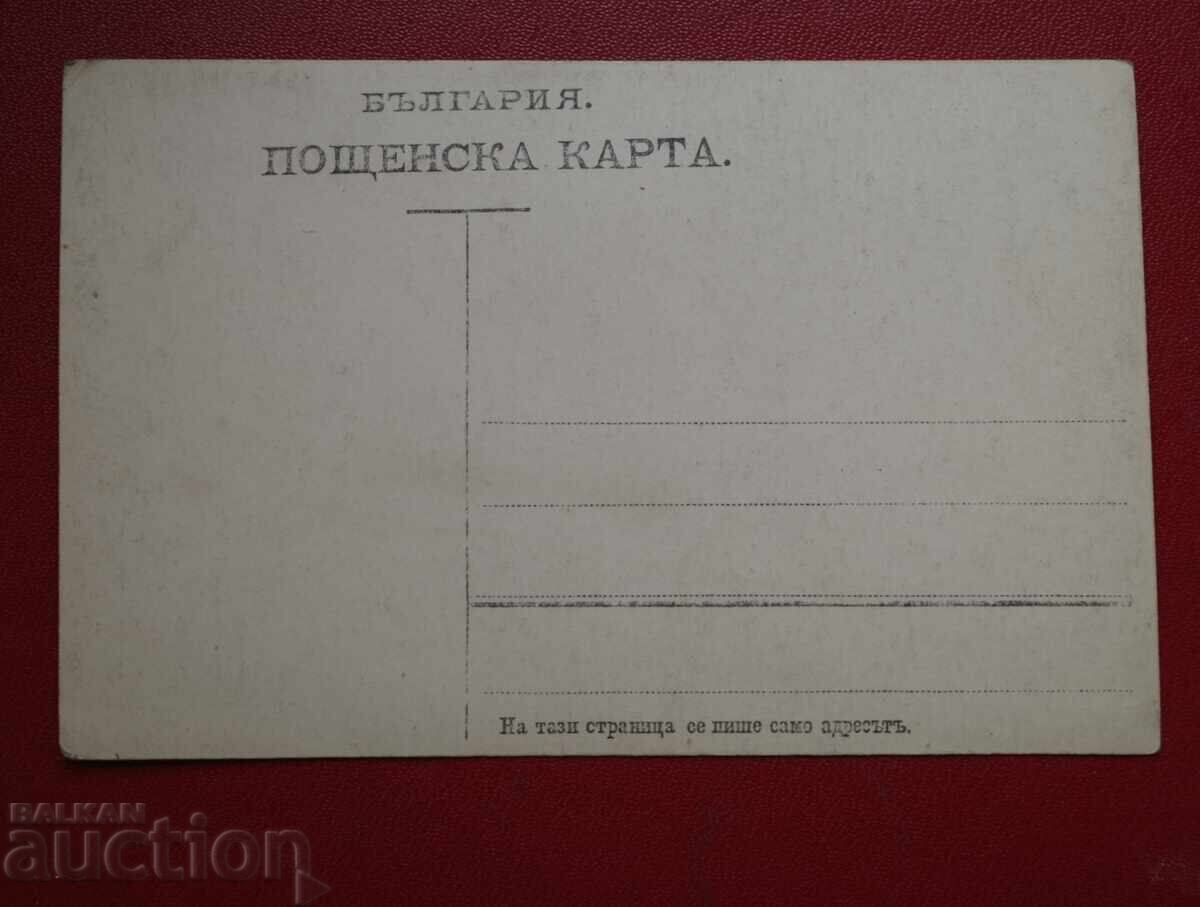 БЪЛГАРИЯ.
ПОЩЕНСКА КАРТА.
На тази страница се пише само адресътъ.
BALKAN
auction